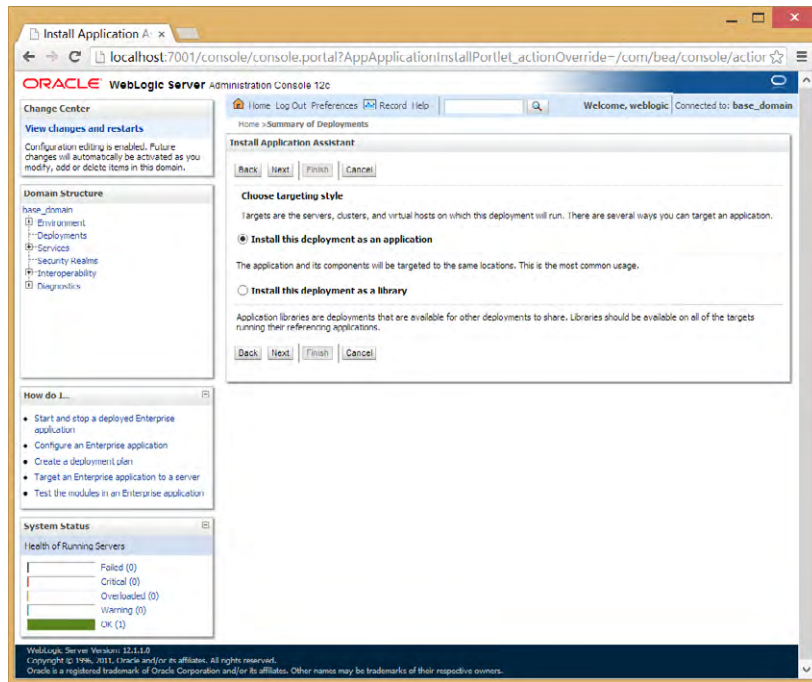 Install Application A
localhost:7001/console/console.portal?AppApplicationInstallPortlet_actionOverride=/com/bea/console/action
ORACLE WebLogic Server Administration Console 12c
Change Center
View changes and restarts
Configuration editing is enabled. Future
changes will automatically be activated as you
modify, add or delete items in this domain.
Domain Structure
base_domain
Environment
Deployments
Services
Security Realms
Interoperability
Diagnostics
How do I...
Start and stop a deployed Enterprise
application
Configure an Enterprise application
Create a deployment plan
Target an Enterprise application to a server
Test the modules in an Enterprise application
System Status
Health of Running Servers
Failed (0)
Critical (0)
Overloaded (0)
Warning (0)
OK (1)
Home Log Out Preferences Record Help
Welcome, weblogic Connected to: base_domain
Home >Summary of Deployments
Install Application Assistant
Back Next Finish Cancel
Choose targeting style
Targets are the servers, clusters, and virtual hosts on which this deployment will run. There are several ways you can target an application.
Install this deployment as an application
The application and its components will be targeted to the same locations. This is the most common usage.
Install this deployment as a library
Application libraries are deployments that are available for other deployments to share. Libraries should be available on all of the targets
running their referencing applications.
Back Next Finish Cancel
WebLogic Server Version: 12.1.1.0
Copyright © 1996, 2011, Oracle and/or its affiliates. All rights reserved.
Oracle is a registered trademark of Oracle Corporation and/or its affiliates. Other names may be trademarks of their respective owners.